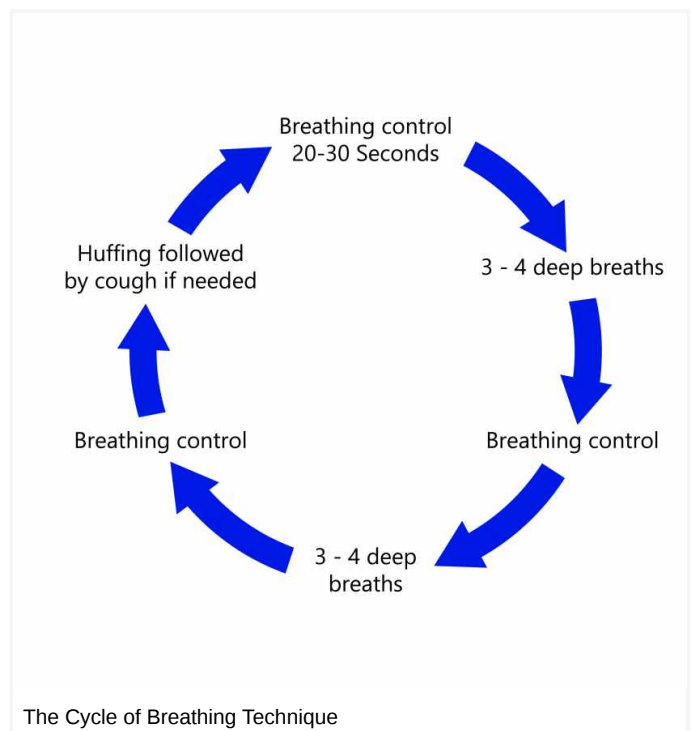 Breathing control
20-30 Seconds
3 - 4 deep breaths
Breathing control
3 - 4 deep
breaths
Breathing control
Huffing followed
by cough if needed
The Cycle of Breathing Technique